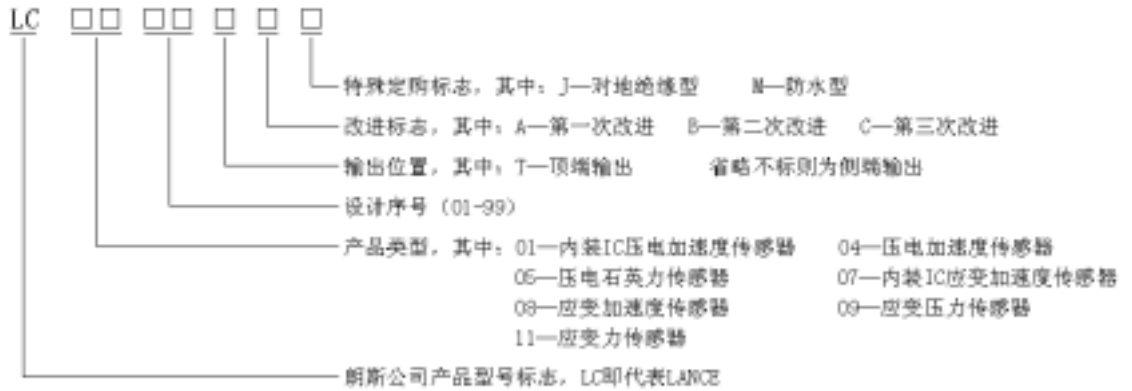 LC □□ □□ □ □ □
特殊定购标志，其中：J—对地绝缘型 M—防水型
改进标志，其中：A—第一次改进 B—第二次改进 C—第三次改进
输出位置，其中：T—顶端输出 省略不标则为侧端输出
设计序号（01-99）
产品类型，其中：01—内装IC压电加速度传感器 04—压电加速度传感器
05—压电石英力传感器 07—内装IC应变加速度传感器
08—应变加速度传感器 09—应变压力传感器
11—应变力传感器
朗斯公司产品型号标志，LC即代表LANCE